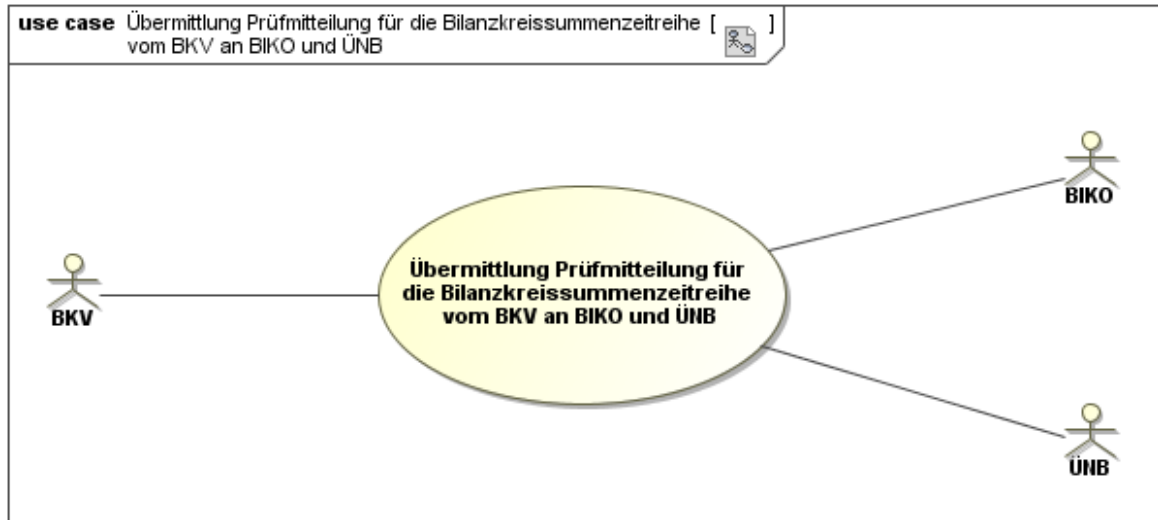 use case Übermittlung Prüfmitteilung für die Bilanzkreissummenzeitreihe [ ]
vom BKV an BIKO und ÜNB
BIKO
Übermittlung Prüfmitteilung für
die Bilanzkreissummenzeitreihe
vom BKV an BIKO und ÜNB
BKV
ÜNB